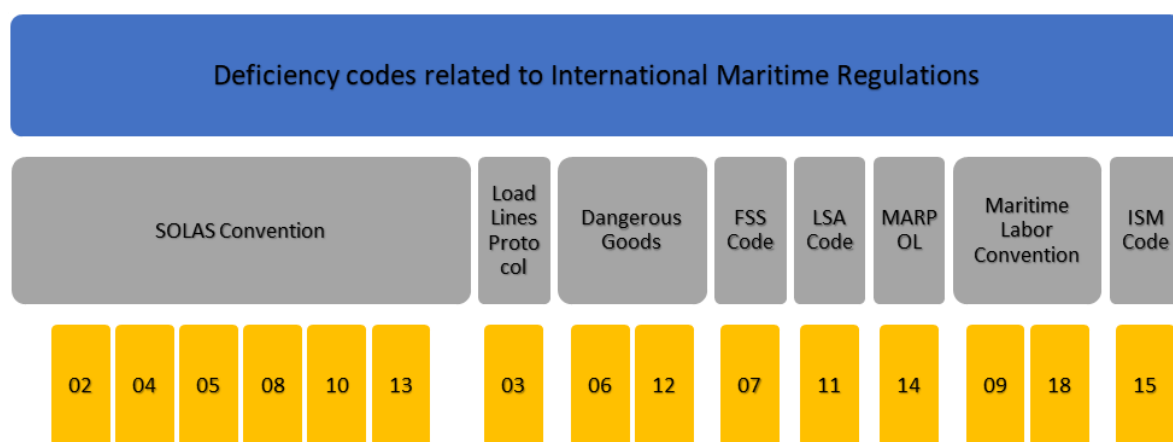 Deficiency codes related to International Maritime Regulations
SOLAS Convention
Load
Lines
Proto
col
Dangerous
Goods
FSS
Code
LSA
Code
MARP
OL
Maritime
Labor
Convention
ISM
Code
02 04 05 08 10 13 03 06 12 07 11 14 09 18 15